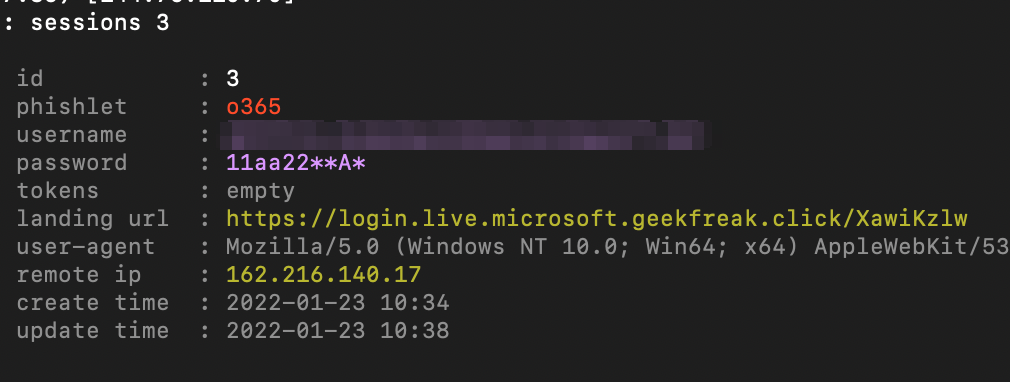 : sessions 3
id : 3
phishlet : o365
username :
password : 11aa22**A*
tokens : empty
landing url : https://login.live.microsoft.geekfreak.click/XawiKzlw
user-agent : Mozilla/5.0 (Windows NT 10.0; Win64; x64) AppleWebKit/53
remote ip : 162.216.140.17
create time : 2022-01-23 10:34
update time : 2022-01-23 10:38